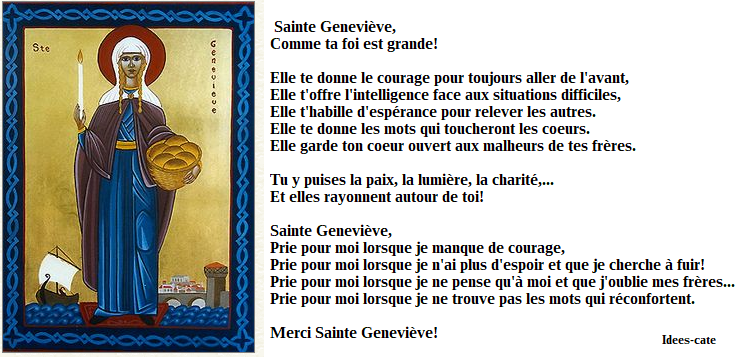 Ste
Geneviève
Sainte Geneviève,
Comme ta foi est grande!
Elle te donne le courage pour toujours aller de l'avant,
Elle t'offre l'intelligence face aux situations difficiles,
Elle t'habille d'espérance pour relever les autres.
Elle te donne les mots qui toucheront les coeurs.
Elle garde ton coeur ouvert aux malheurs de tes frères.
Tu y puises la paix, la lumière, la charité,...
Et elles rayonnent autour de toi!
Sainte Geneviève,
Prie pour moi lorsque je manque de courage,
Prie pour moi lorsque je n'ai plus d'espoir et que je cherche à fuir!
Prie pour moi lorsque je ne pense qu'à moi et que j'oublie mes frères...
Prie pour moi lorsque je ne trouve pas les mots qui réconfortent.
Merci Sainte Geneviève!
Idees-cate